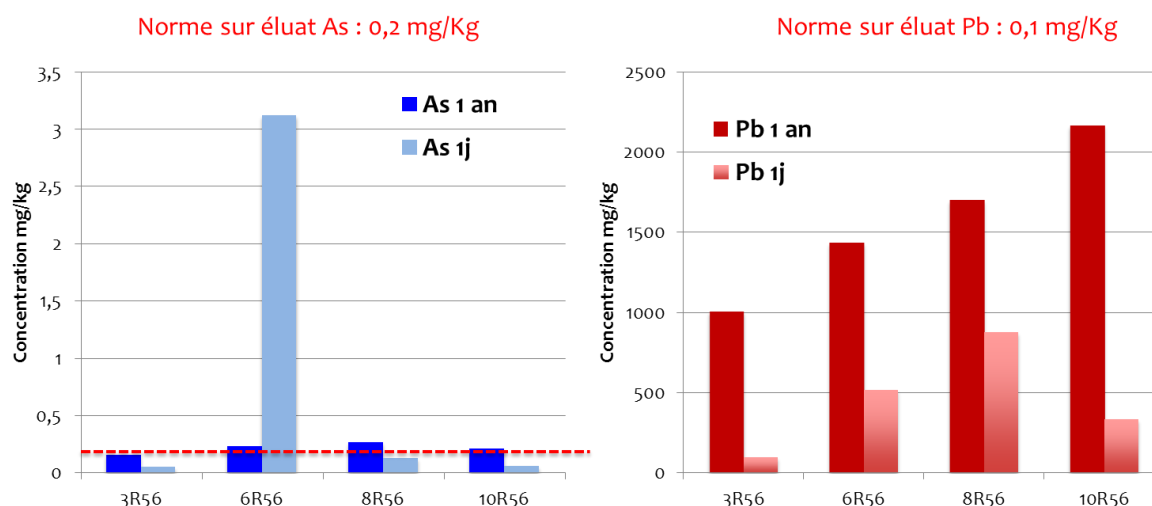 Norme sur éluat As : 0,2 mg/Kg
Concentration mg/kg
3,5
3
2,5
2
1,5
1
0,5
0
As 1 an
As 1j
3R56
6R56
8R56
10R56
Norme sur éluat Pb : 0,1 mg/Kg
Concentration mg/kg
2500
2000
1500
1000
500
0
Pb 1 an
Pb 1j
3R56
6R56
8R56
10R56